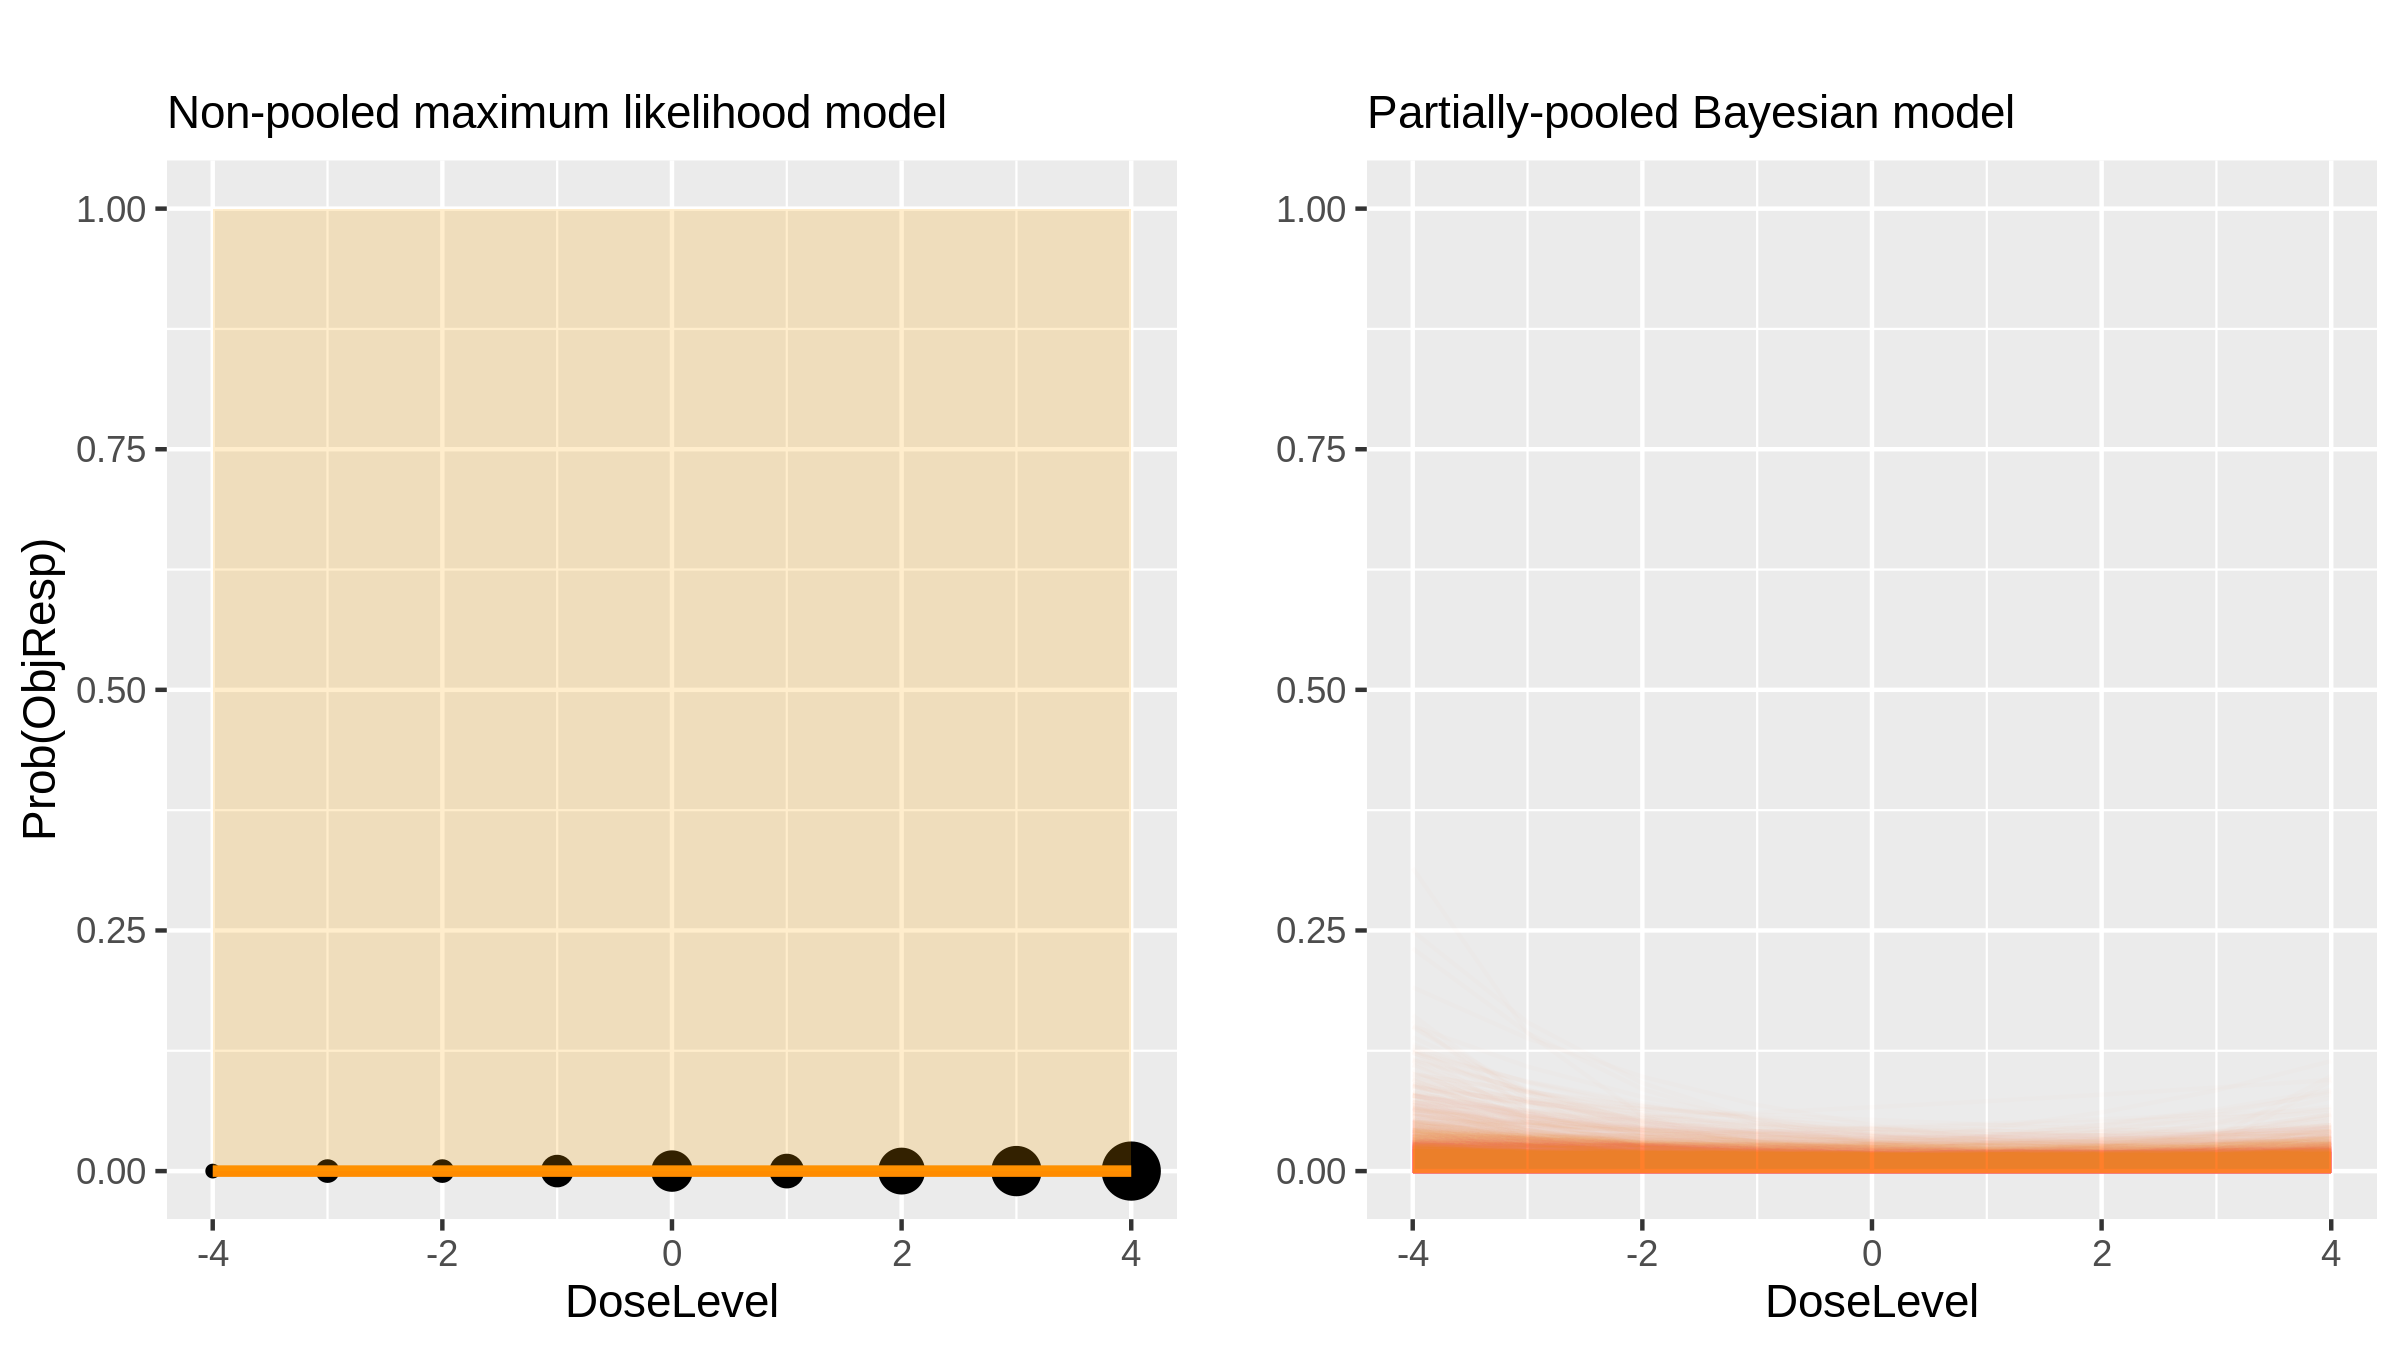 Non-pooled maximum likelihood model
Prob(ObjResp)
1.00
0.75
0.50
0.25
0.00
-4 -2 0 2 4
DoseLevel
Partially-pooled Bayesian model
1.00
0.75
0.50
0.25
0.00
-4 -2 0 2 4
DoseLevel